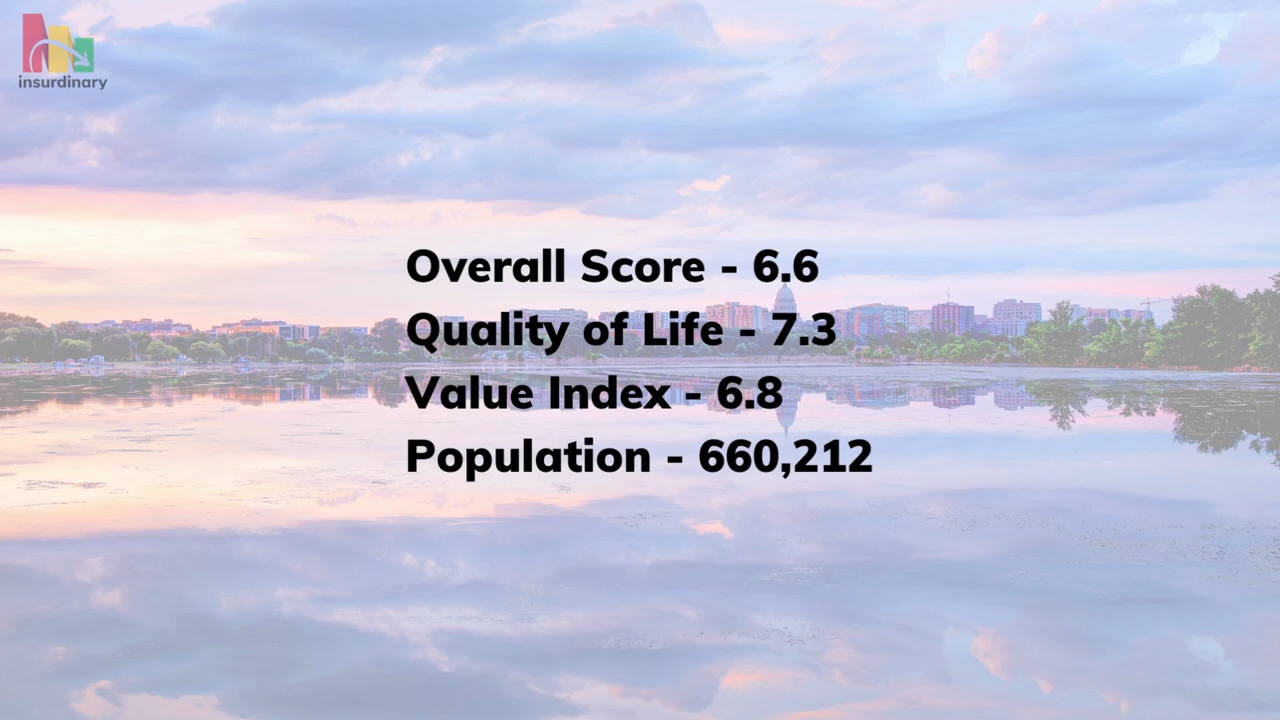 insurdinary
Overall Score - 6.6
Quality of Life - 7.3
Value Index - 6.8
Population - 660,212